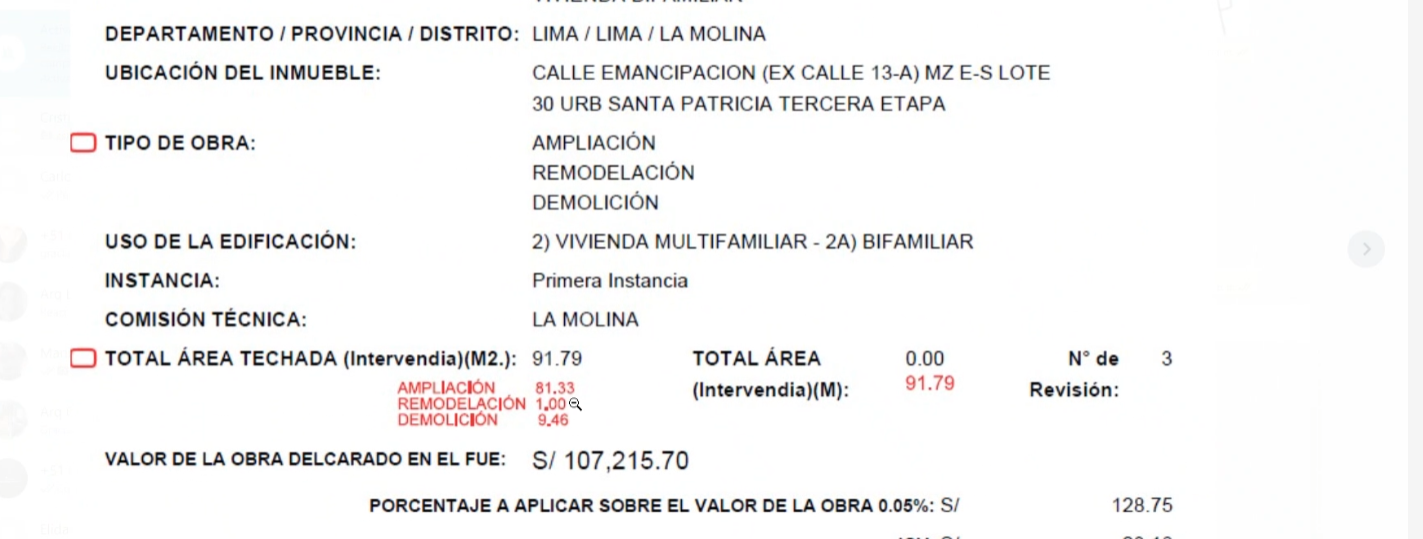 DEPARTAMENTO / PROVINCIA / DISTRITO: LIMA / LIMA / LA MOLINA
UBICACIÓN DEL INMUEBLE: CALLE EMANCIPACION (EX CALLE 13-A) MZ E-S LOTE
30 URB SANTA PATRICIA TERCERA ETAPA
TIPO DE OBRA: AMPLIACIÓN
REMODELACIÓN
DEMOLICIÓN
USO DE LA EDIFICACIÓN: 2) VIVIENDA MULTIFAMILIAR - 2A) BIFAMILIAR
INSTANCIA: Primera Instancia
COMISIÓN TÉCNICA: LA MOLINA
TOTAL ÁREA TECHADA (Intervendia)(M2.): 91.79 TOTAL ÁREA 0.00 N° de 3
(Intervendia)(M): 91.79 Revisión:
AMPLIACIÓN 81.33
REMODELACIÓN 1.00
DEMOLICIÓN 9.46
VALOR DE LA OBRA DELCARADO EN EL FUE: S/ 107,215.70
PORCENTAJE A APLICAR SOBRE EL VALOR DE LA OBRA 0.05%: S/ 128.75